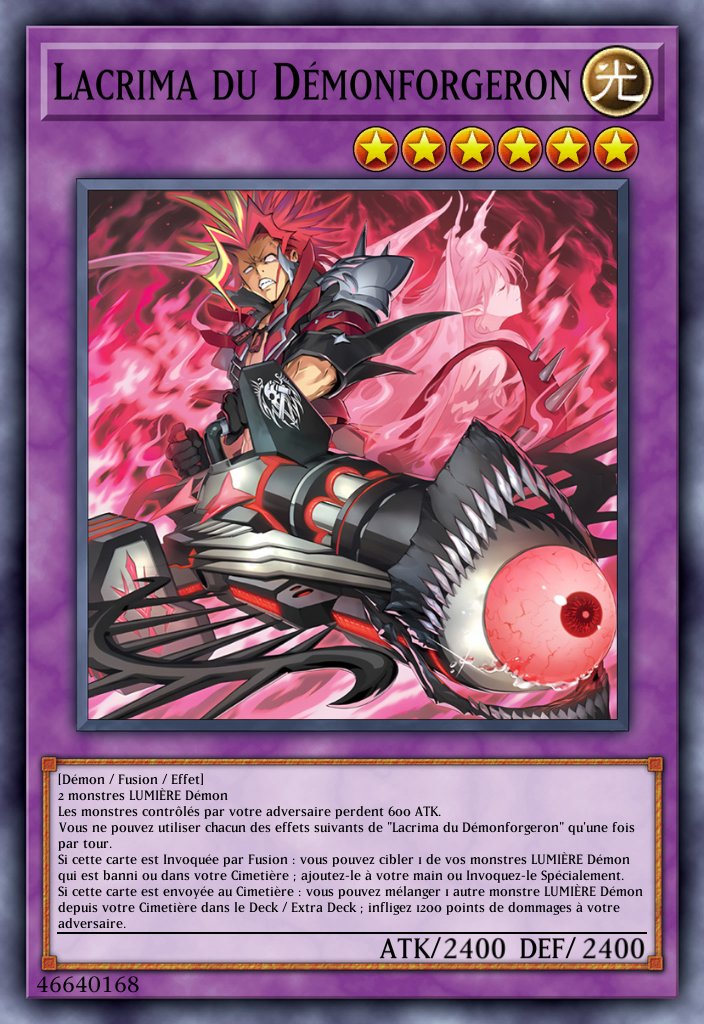 Lacrima du Démonforgeron
光
[Démon / Fusion / Effet]
2 monstres LUMIÈRE Démon
Les monstres contrôlés par votre adversaire perdent 600 ATK.
Vous ne pouvez utiliser chacun des effets suivants de "Lacrima du Démonforgeron" qu'une fois
par tour.
Si cette carte est Invoquée par Fusion : vous pouvez cibler 1 de vos monstres LUMIÈRE Démon
qui est banni ou dans votre Cimetière ; ajoutez-le à votre main ou Invoquez-le Spécialement.
Si cette carte est envoyée au Cimetière : vous pouvez mélanger 1 autre monstre LUMIÈRE Démon
depuis votre Cimetière dans le Deck / Extra Deck ; infligez 1200 points de dommages à votre
adversaire.
ATK/2400 DEF/ 2400
46640168